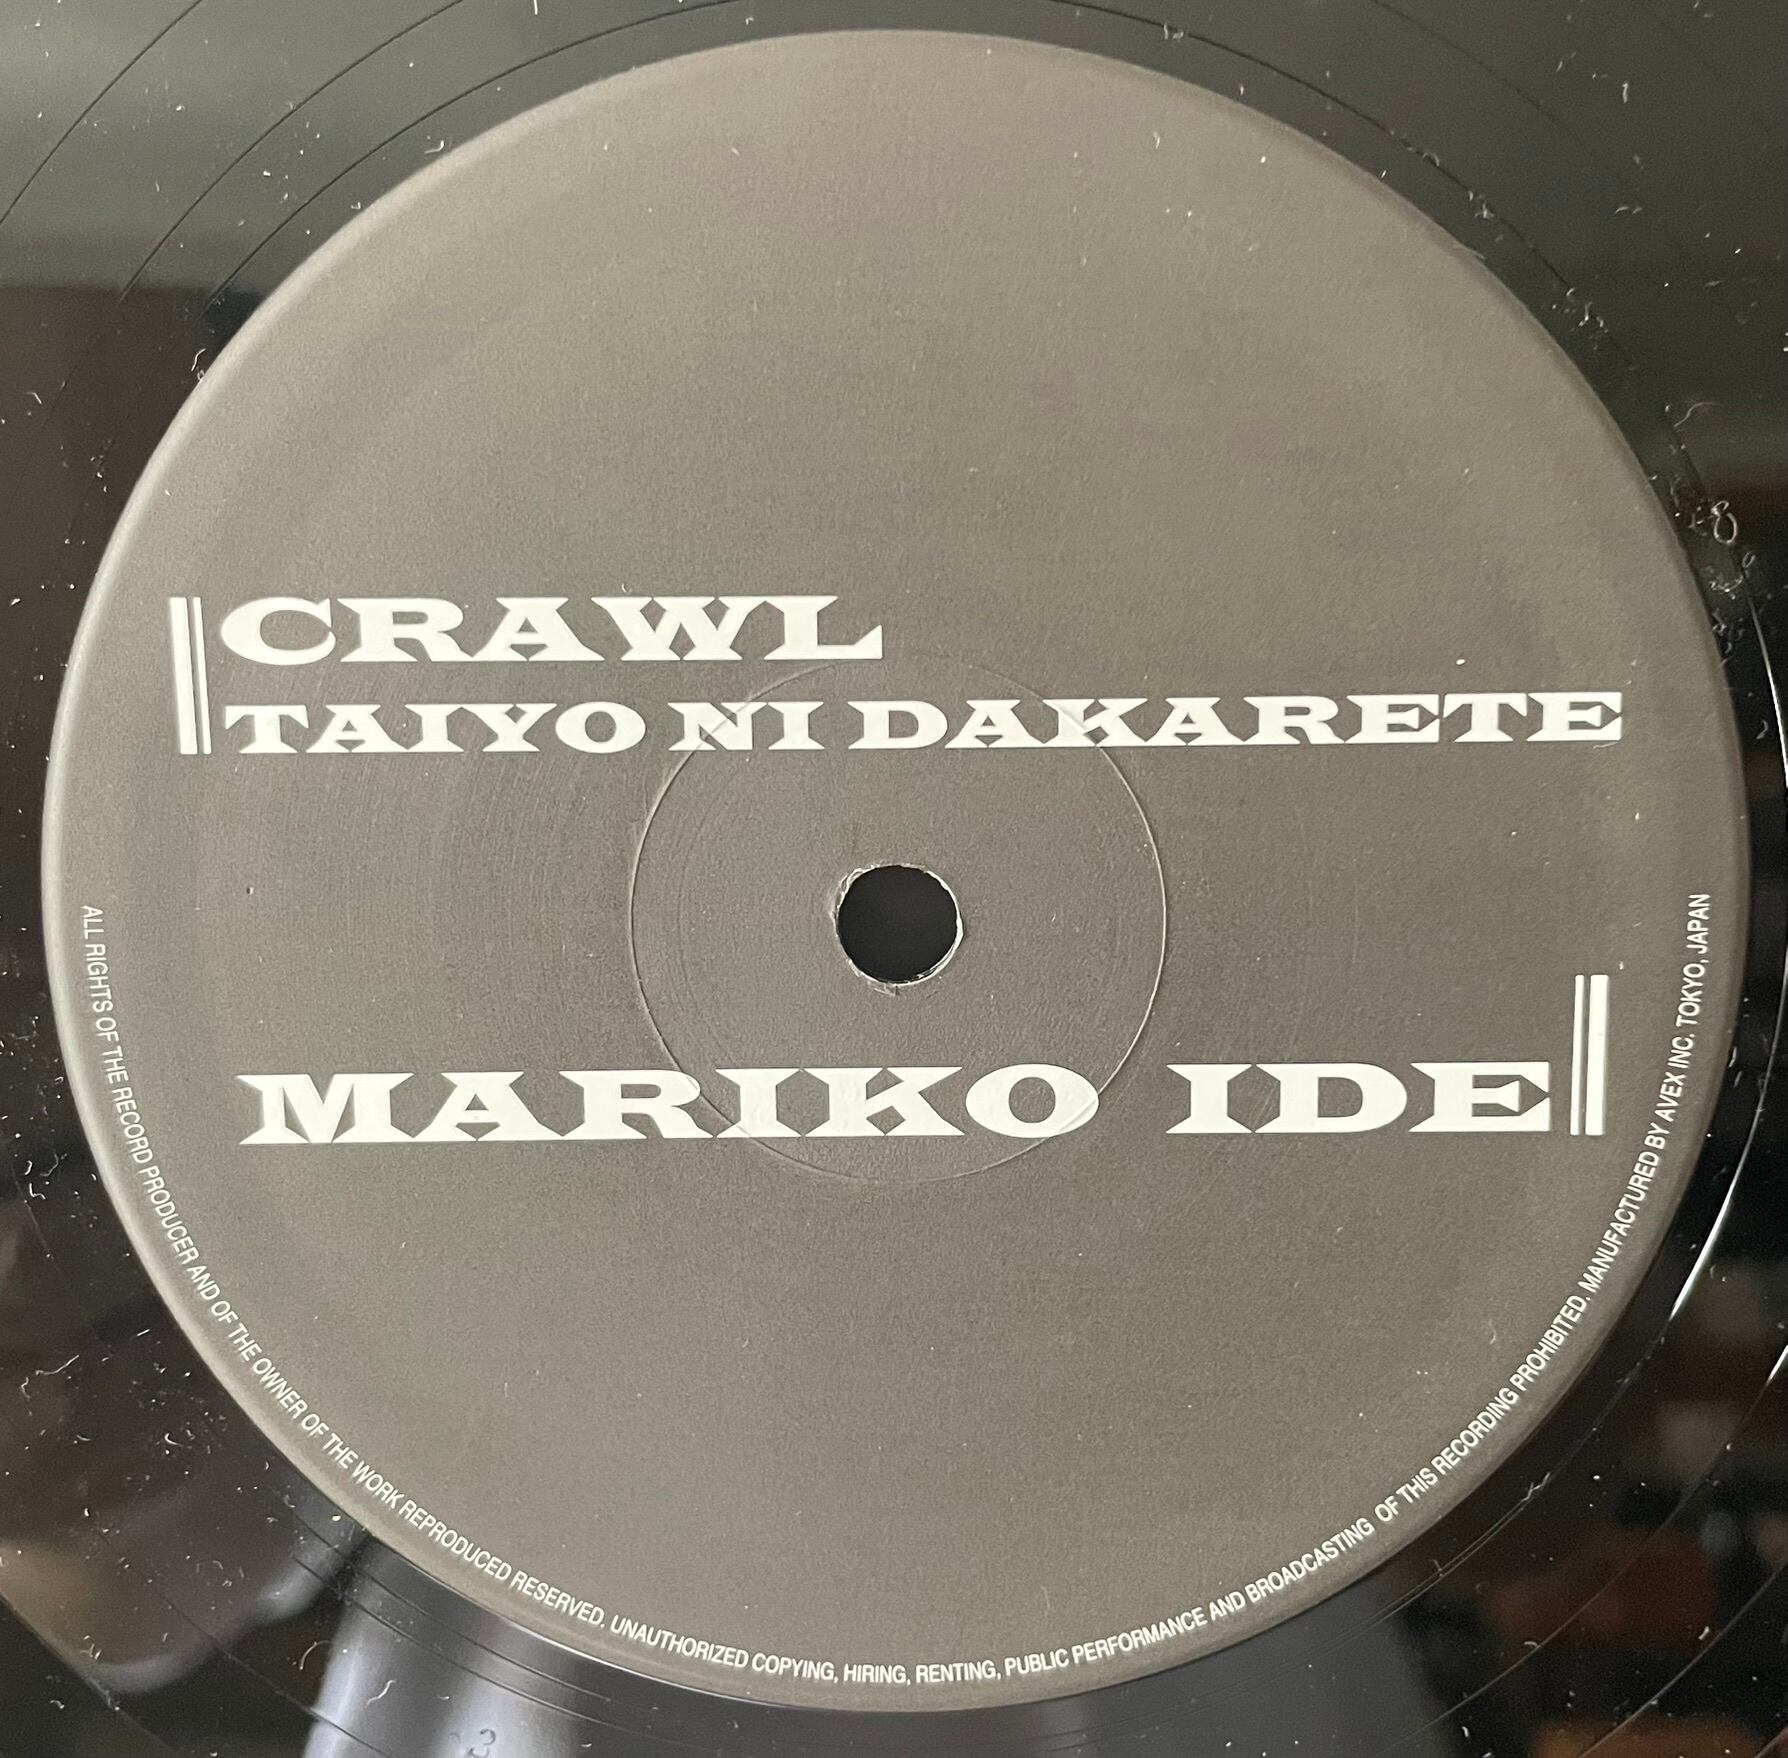 CRAWL
TAIYO NI DAKARETE
MARIKO IDE
ALL RIGHTS OF THE RECORD PRODUCER AND OF THE OWNER OF THE WORK REPRODUCED RESERVED. UNAUTHORIZED COPYING, HIRING, RENTING, PUBLIC PERFORMANCE AND BROADCASTING OF THIS RECORDING PROHIBITED. MANUFACTURED BY AVEX INC. TOKYO, JAPAN